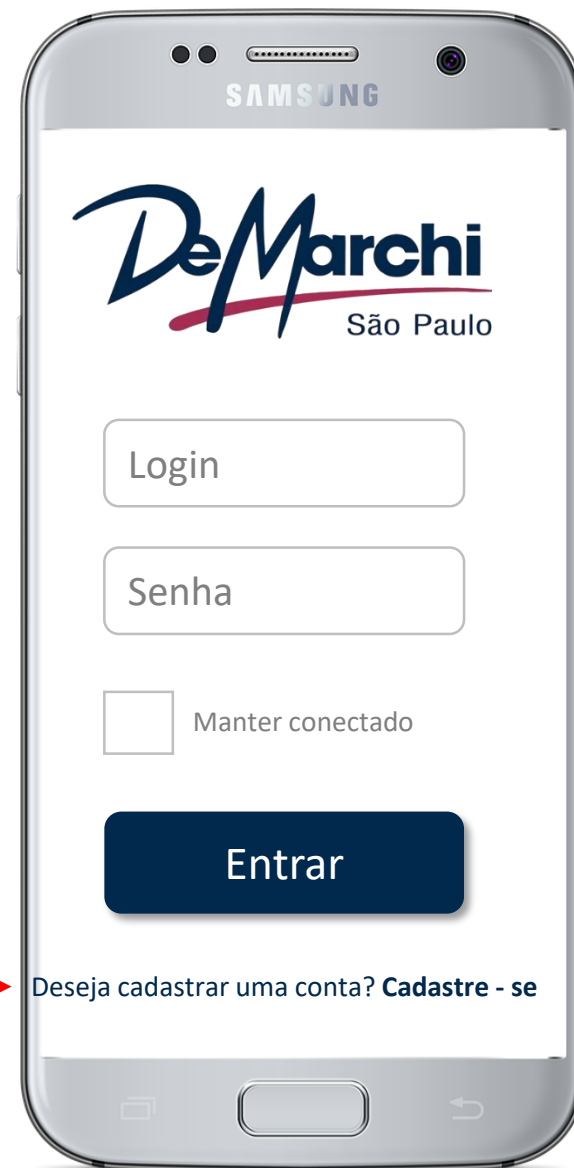 SAMSUNG
DeMarchi
São Paulo
Login
Senha
Manter conectado
Entrar
Deseja cadastrar uma conta? Cadastre - se